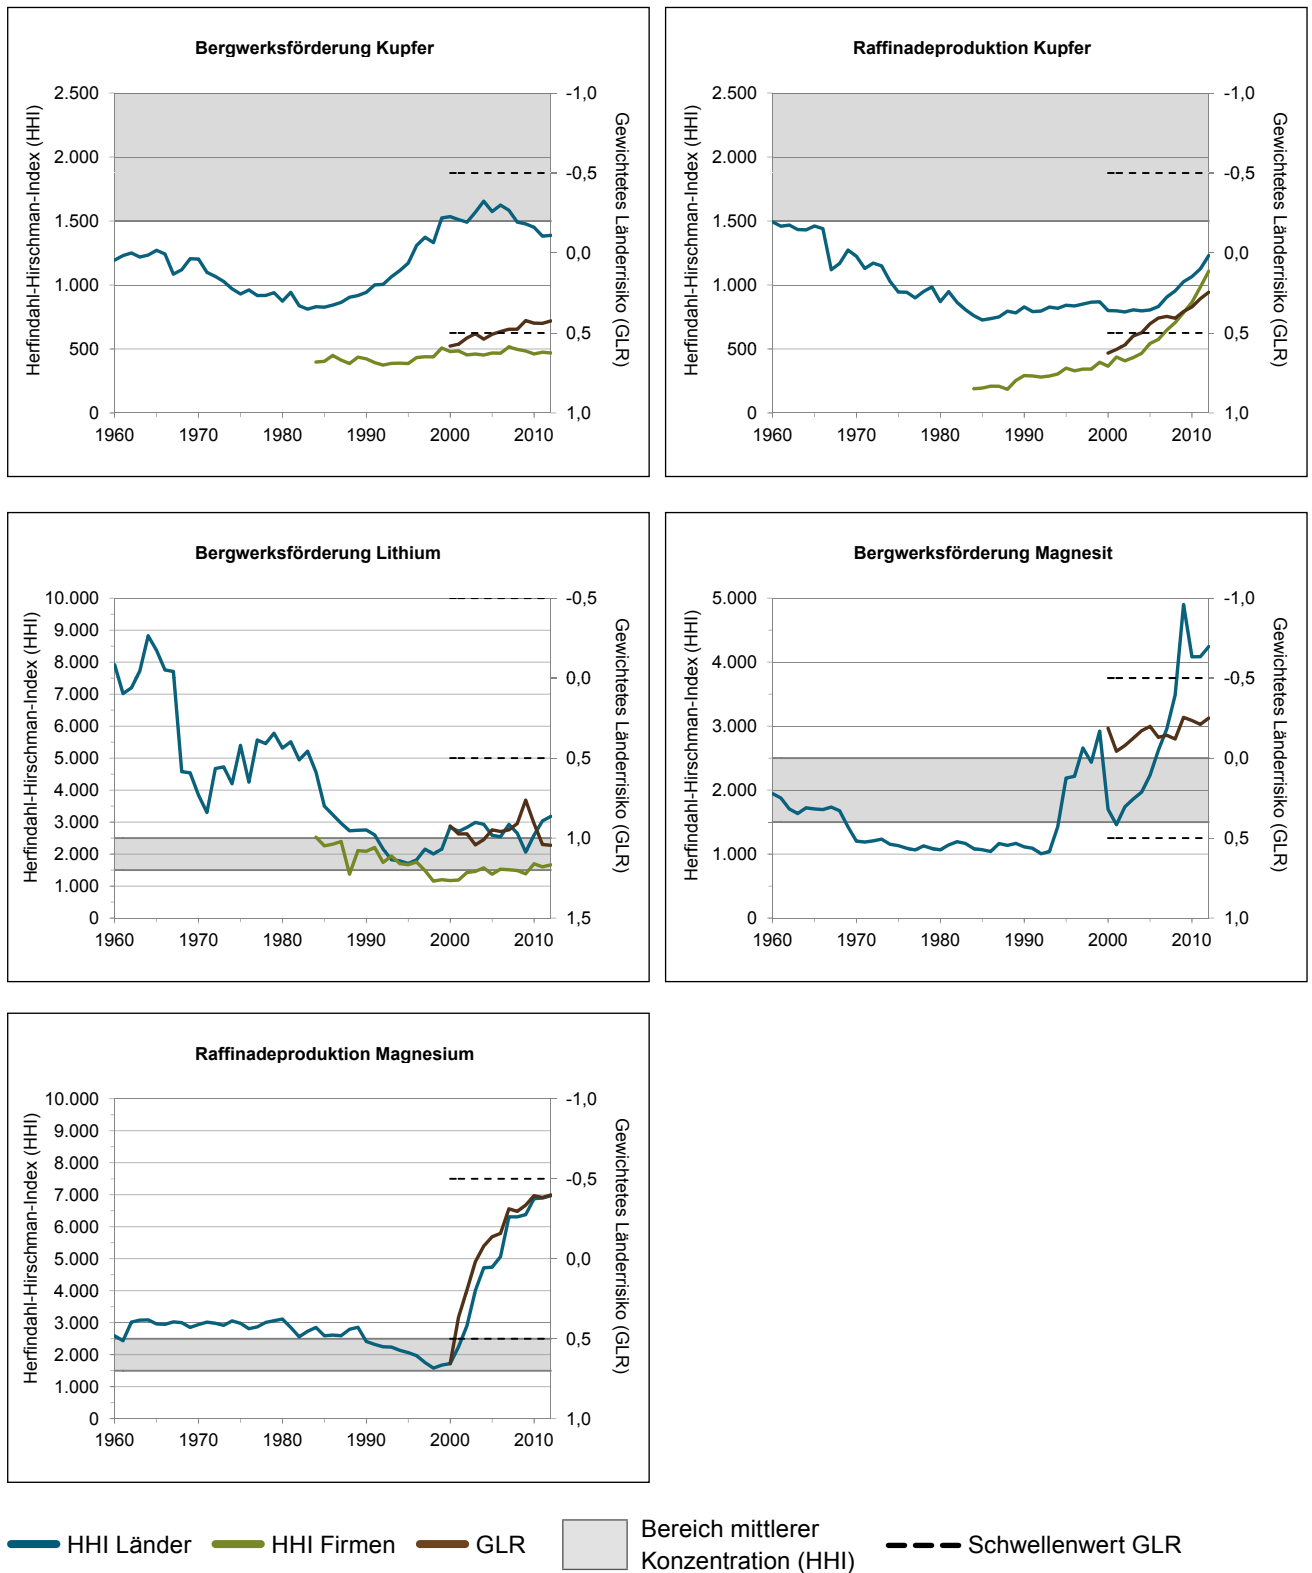 Bergwerksförderung Kupfer
Herfindahl-Hirschman-Index (HHI)
2.500
2.000
1.500
1.000
500
0
1960 1970 1980 1990 2000 2010
-1,0
-0,5
0,0
0,5
1,0
Gewichtetes Länderrisiko (GLR)
Raffinadeproduktion Kupfer
Herfindahl-Hirschman-Index (HHI)
2.500
2.000
1.500
1.000
500
0
1960 1970 1980 1990 2000 2010
-1,0
-0,5
0,0
0,5
1,0
Gewichtetes Länderrisiko (GLR)
Bergwerksförderung Lithium
Herfindahl-Hirschman-Index (HHI)
10.000
9.000
8.000
7.000
6.000
5.000
4.000
3.000
2.000
1.000
0
1960 1970 1980 1990 2000 2010
-0,5
0,0
0,5
1,0
1,5
Gewichtetes Länderrisiko (GLR)
Bergwerksförderung Magnesit
Herfindahl-Hirschman-Index (HHI)
5.000
4.000
3.000
2.000
1.000
0
1960 1970 1980 1990 2000 2010
-1,0
-0,5
0,0
0,5
1,0
Gewichtetes Länderrisiko (GLR)
Raffinadeproduktion Magnesium
Herfindahl-Hirschman-Index (HHI)
10.000
9.000
8.000
7.000
6.000
5.000
4.000
3.000
2.000
1.000
0
1960 1970 1980 1990 2000 2010
-1,0
-0,5
0,0
0,5
1,0
Gewichtetes Länderrisiko (GLR)
HHI Länder
HHI Firmen
GLR
Bereich mittlerer
Konzentration (HHI)
Schwellenwert GLR